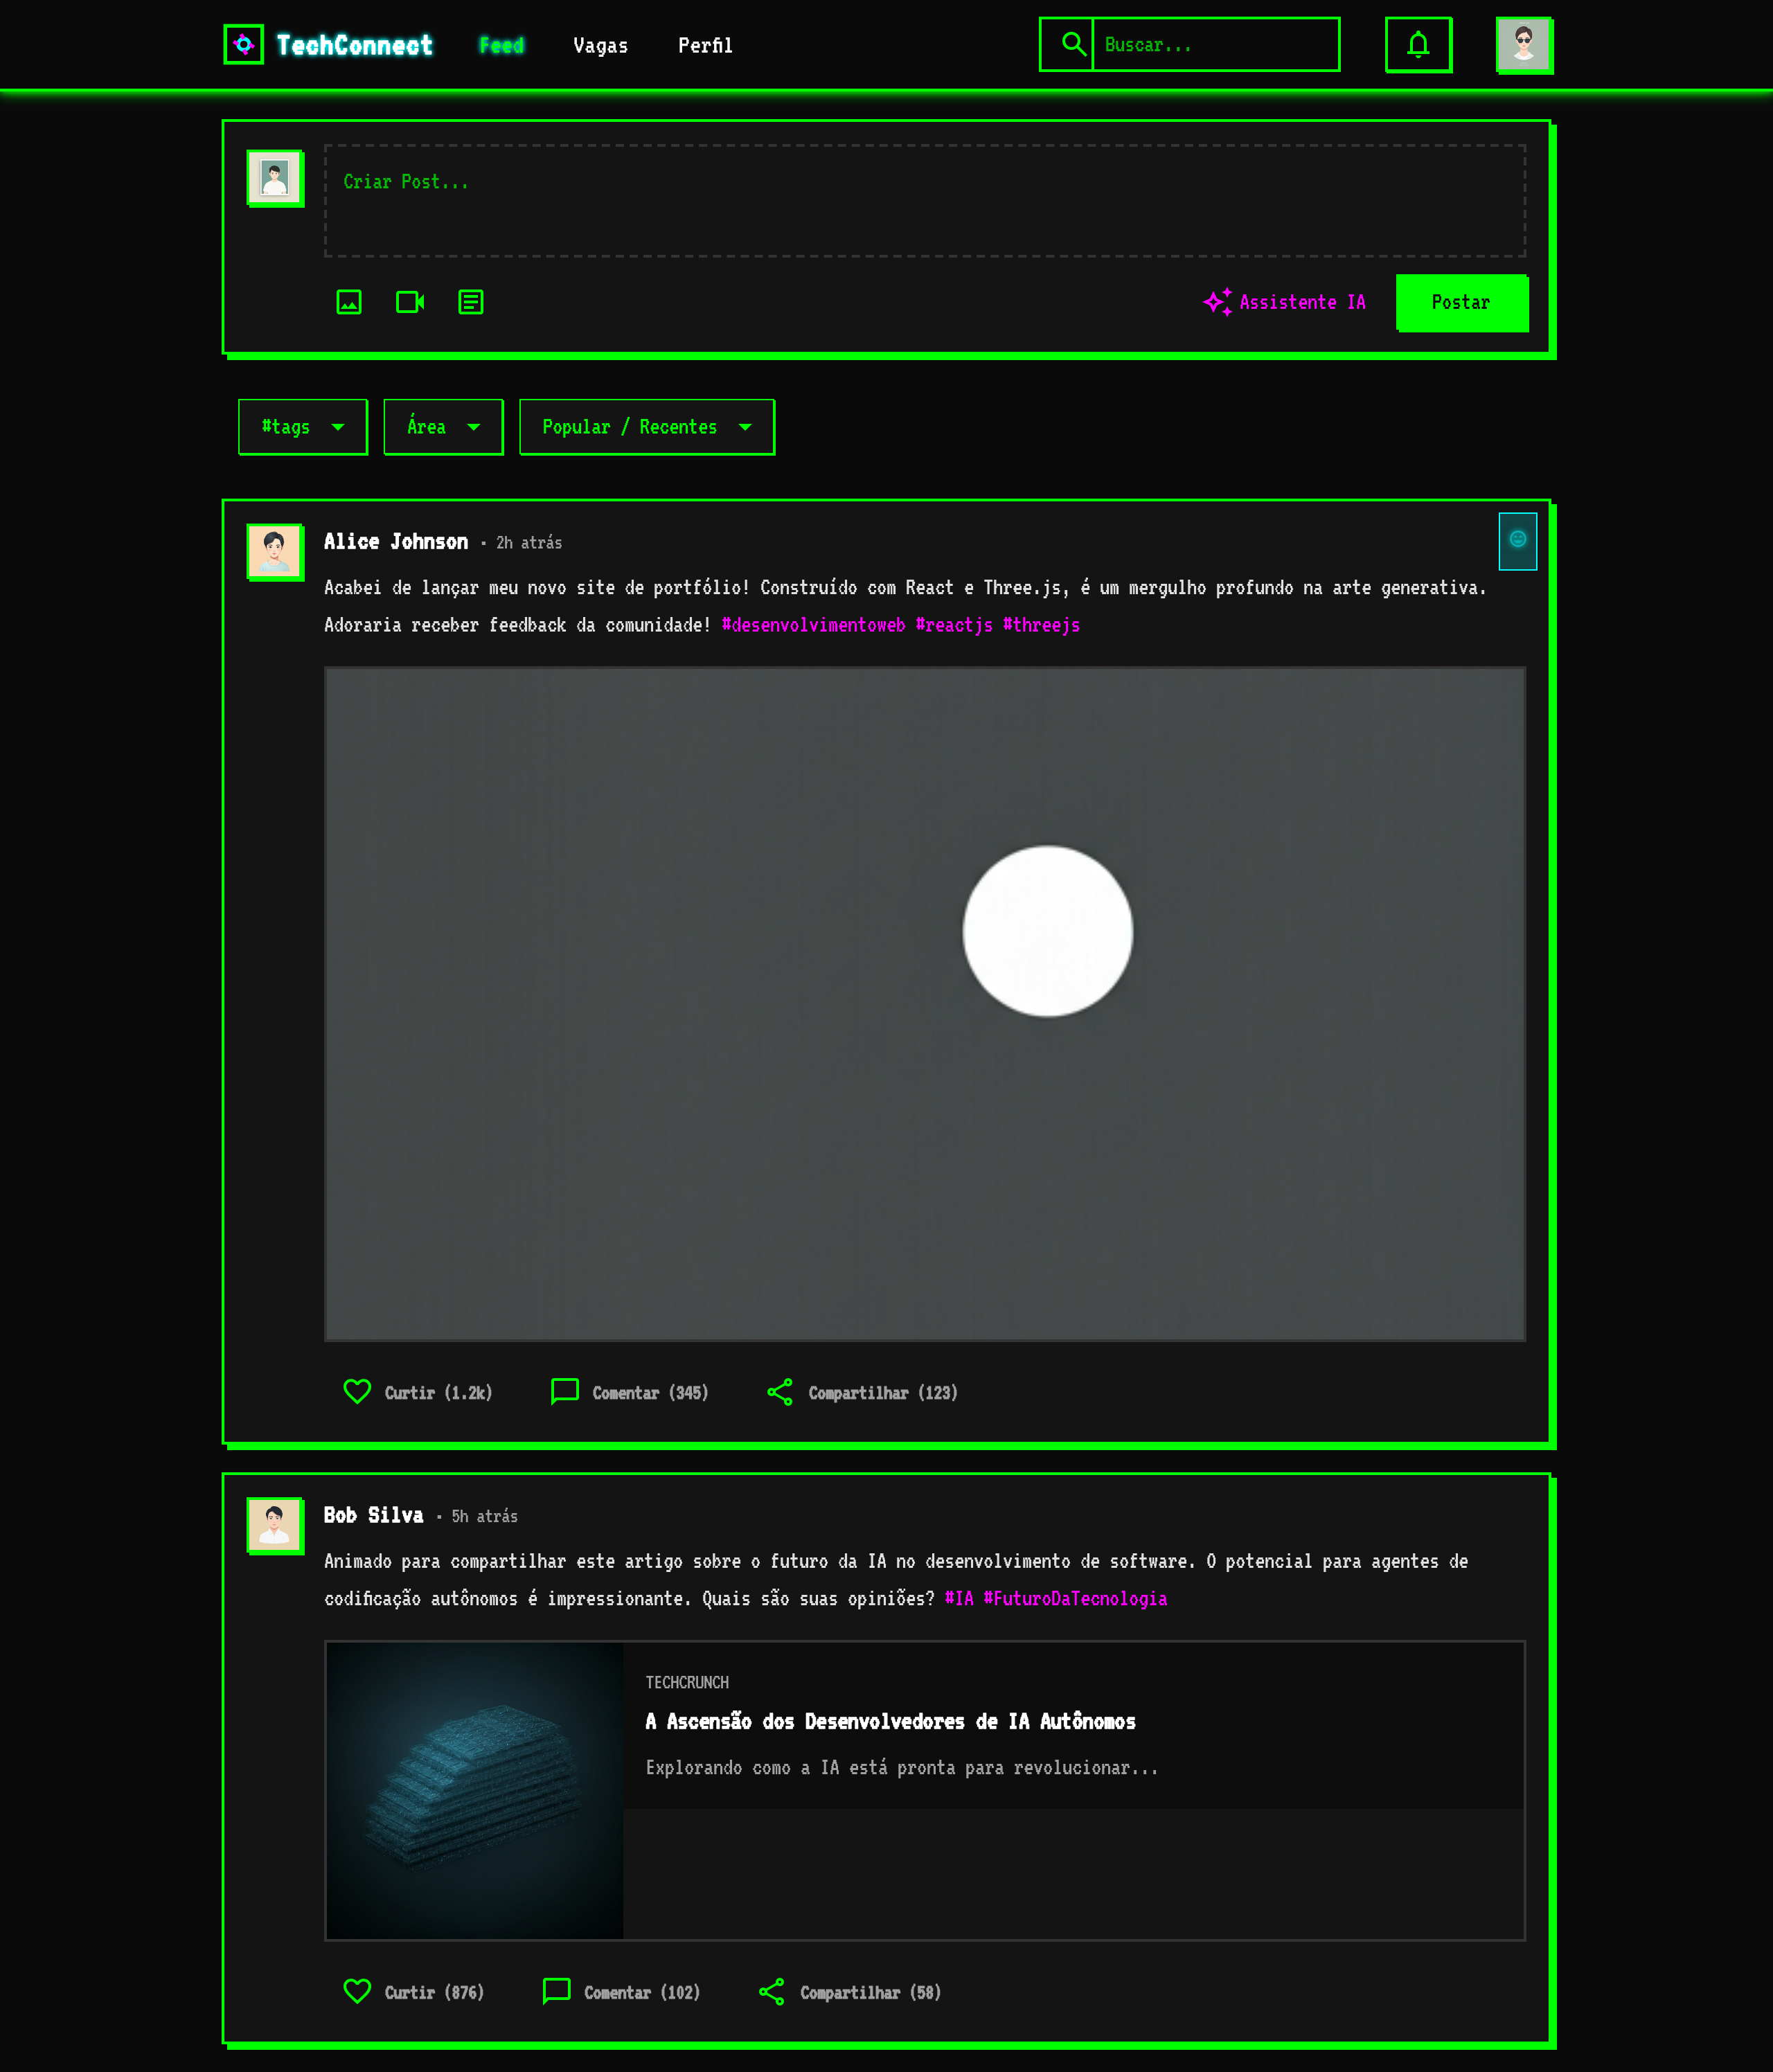 TechConnect Feed Vagas Perfil Buscar...
Criar Post...
Assistente IA Postar
#tags Área Popular / Recentes
Alice Johnson • 2h atrás
Acabei de lançar meu novo site de portfólio! Construído com React e Three.js, é um mergulho profundo na arte generativa.
Adoraria receber feedback da comunidade! #desenvolvimentoweb #reactjs #threejs
Curtir (1.2k) Comentar (345) Compartilhar (123)
Bob Silva • 5h atrás
Animado para compartilhar este artigo sobre o futuro da IA no desenvolvimento de software. O potencial para agentes de
codificação autônomos é impressionante. Quais são suas opiniões? #IA #FuturoDaTecnologia
TECHCRUNCH
A Ascensão dos Desenvolvedores de IA Autônomos
Explorando como a IA está pronta para revolucionar...
Curtir (876) Comentar (102) Compartilhar (58)